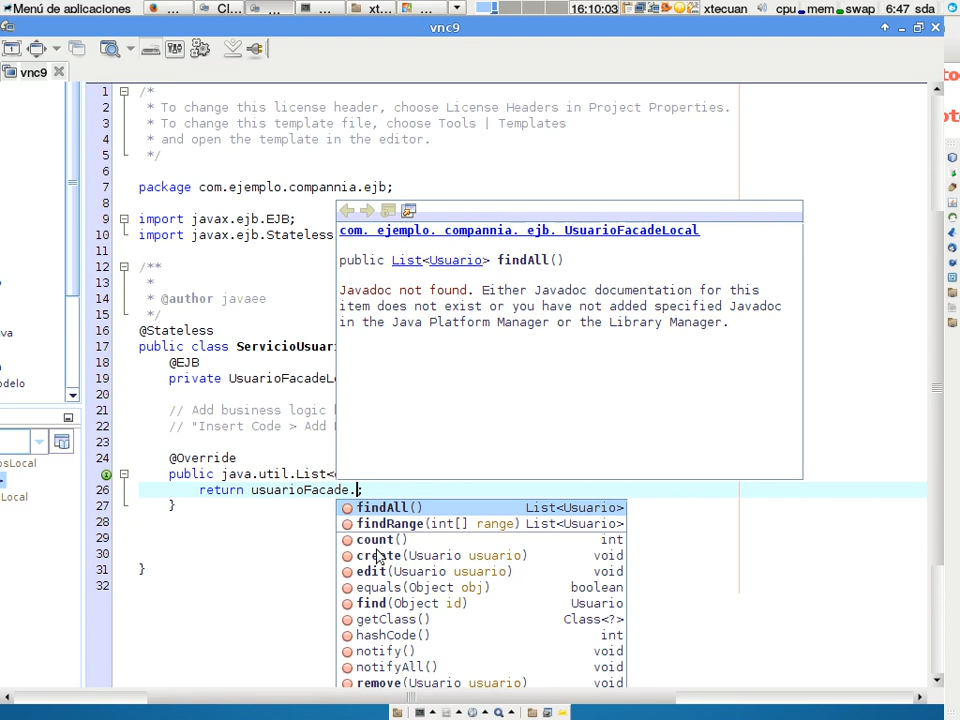 Menú de aplicaciones
...
Cl...
...
...
xt...
...
16:10:03
xtecuan
cpu
mem
swap
6:47 sda
vnc9
vnc9
1 /*
2 * To change this license header, choose License Headers in Project Properties.
3 * To change this template file, choose Tools | Templates
4 * and open the template in the editor.
5 */
6
7 package com.ejemplo.compannia.ejb;
8
9 import javax.ejb.EJB;
10 import javax.ejb.Stateless
11
12 /**
13 *
14 * @author javaee
15 */
16 @Stateless
17 public class ServicioUsuari
18 @EJB
19 private UsuarioFacadeLo
20
21 // Add business logic
22 // "Insert Code > Add
23
24 @Override
public java.util.List<
26 return usuarioFacade.;
27 }
28
29
30
31 }
32
com. ejemplo. compannia. ejb. UsuarioFacadeLocal
public List<Usuario> findAll()
Javadoc not found. Either Javadoc documentation for this
item does not exist or you have not added specified Javadoc
in the Java Platform Manager or the Library Manager.
findAll() List<Usuario>
findRange(int[] range) List<Usuario>
count() int
create(Usuario usuario) void
edit(Usuario usuario) void
equals(Object obj) boolean
find(Object id) Usuario
getClass() Class<?>
hashCode() int
notify() void
notifyAll() void
remove(Usuario usuario) void
va
odelo
osLocal